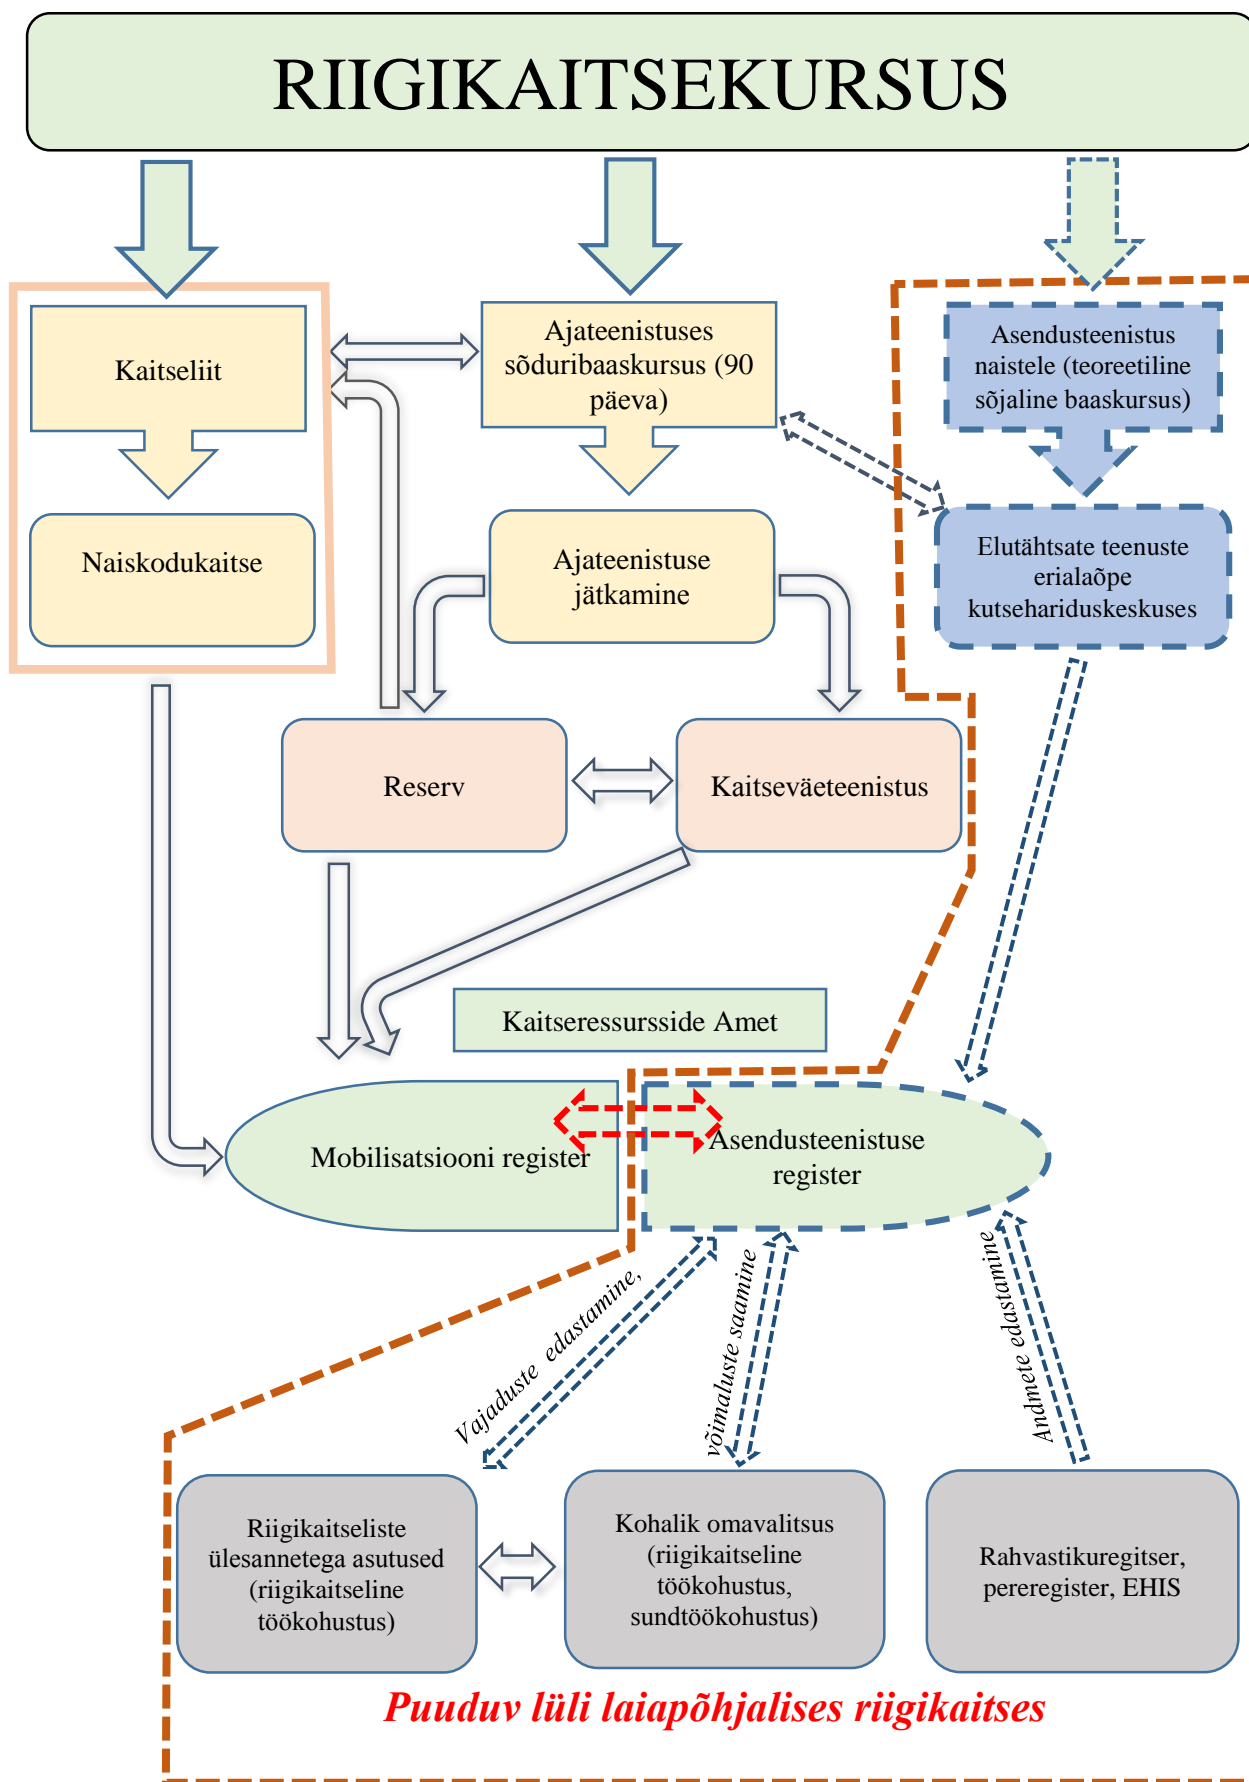 RIIGIKAITSEKURSUS
Kaitseliit
Ajateenistuses
sõduribaaskursus (90
päeva)
Asendusteenistus
naistele (teoreetiline
sõjaline baaskursus)
Naiskodukaitse
Ajateenistuse
jätkamine
Elutähtsate teenuste
erialaõpe
kutsehariduskeskuses
Reserv
Kaitseväeteenistus
Kaitseressursside Amet
Mobilisatsiooni register
Asendusteenistuse
register
Vajaduste edastamine,
võimaluste saamine
Andmete edastamine
Riigikaitseliste
ülesannetega asutused
(riigikaitseline
töökohustus)
Kohalik omavalitsus
(riigikaitseline
töökohustus,
sundtöökohustus)
Rahvastikuregitser,
pereregister, EHIS
Puuduv lüli laiapõhjalises riigikaitses